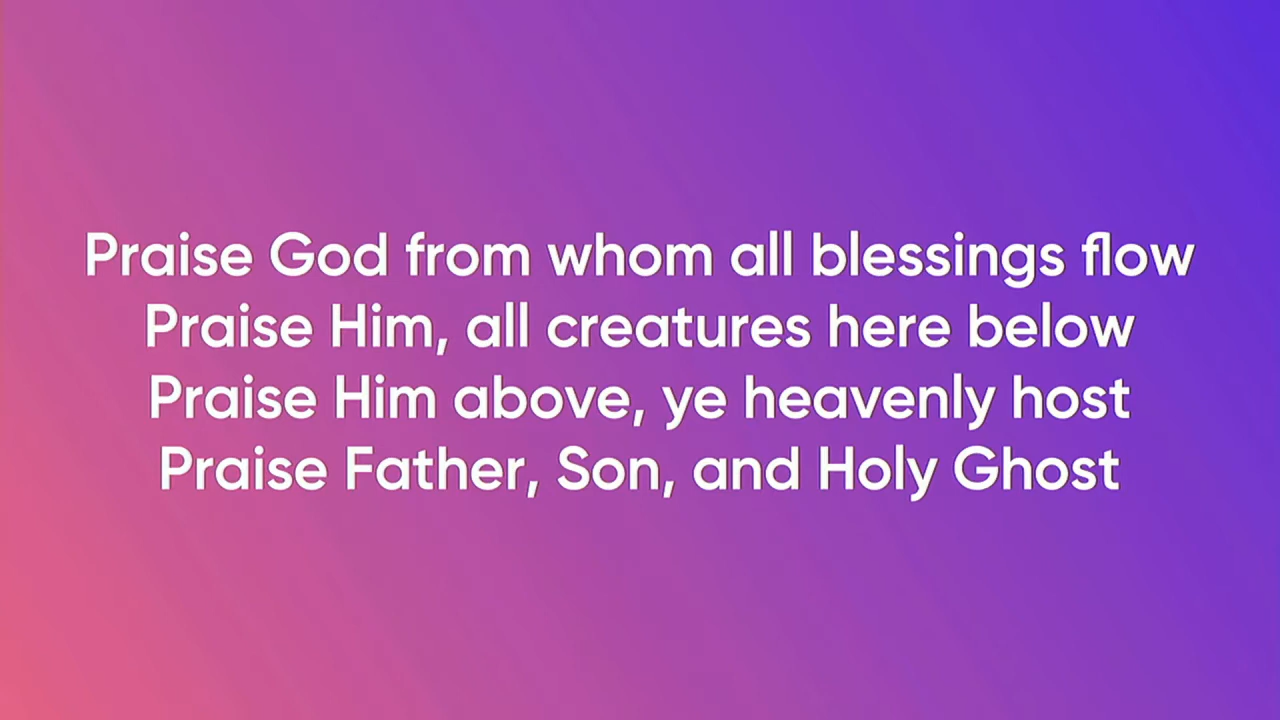 Praise God from whom all blessings flow
Praise Him, all creatures here below
Praise Him above, ye heavenly host
Praise Father, Son, and Holy Ghost